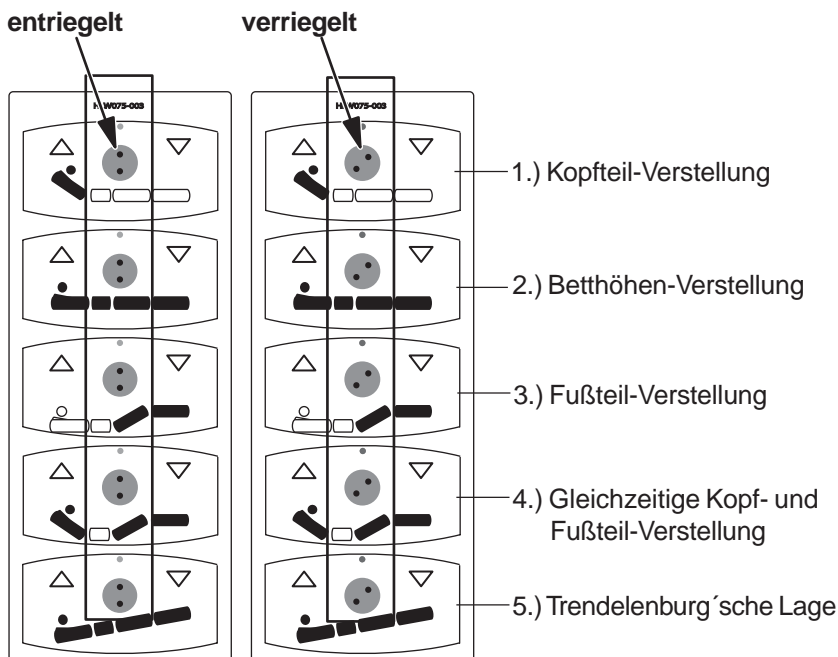 entriegelt
verriegelt
1.) Kopfteil-Verstellung
2.) Betthöhen-Verstellung
3.) Fußteil-Verstellung
4.) Gleichzeitige Kopf- und
Fußteil-Verstellung
5.) Trendelenburg´sche Lage